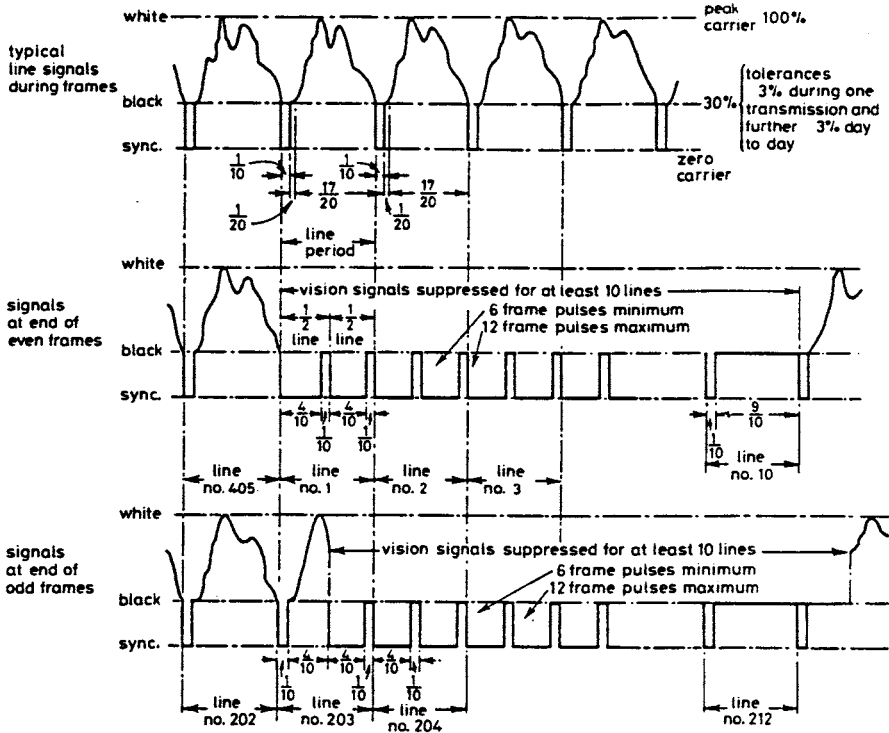 white
peak
carrier 100%
typical
line signals
during frames
black
30%
tolerances
3% during one
transmission and
further 3% day
to day
sync.
zero
carrier
1/10
17/20
1/10
17/20
1/20
1/20
line
period
white
vision signals suppressed for at least 10 lines
signals
at end of
even frames
1/2
line
1/2
line
6 frame pulses minimum
12 frame pulses maximum
black
sync.
4/10
1/10
4/10
1/10
1/10
9/10
line
no. 10
line
no. 405
line
no. 1
line
no. 2
line
no. 3
white
signals
at end of
odd frames
vision signals suppressed for at least 10 lines
6 frame pulses minimum
12 frame pulses maximum
black
sync.
1/10
4/10
4/10
1/10
4/10
1/10
line
no. 202
line
no. 203
line
no. 204
line
no. 212